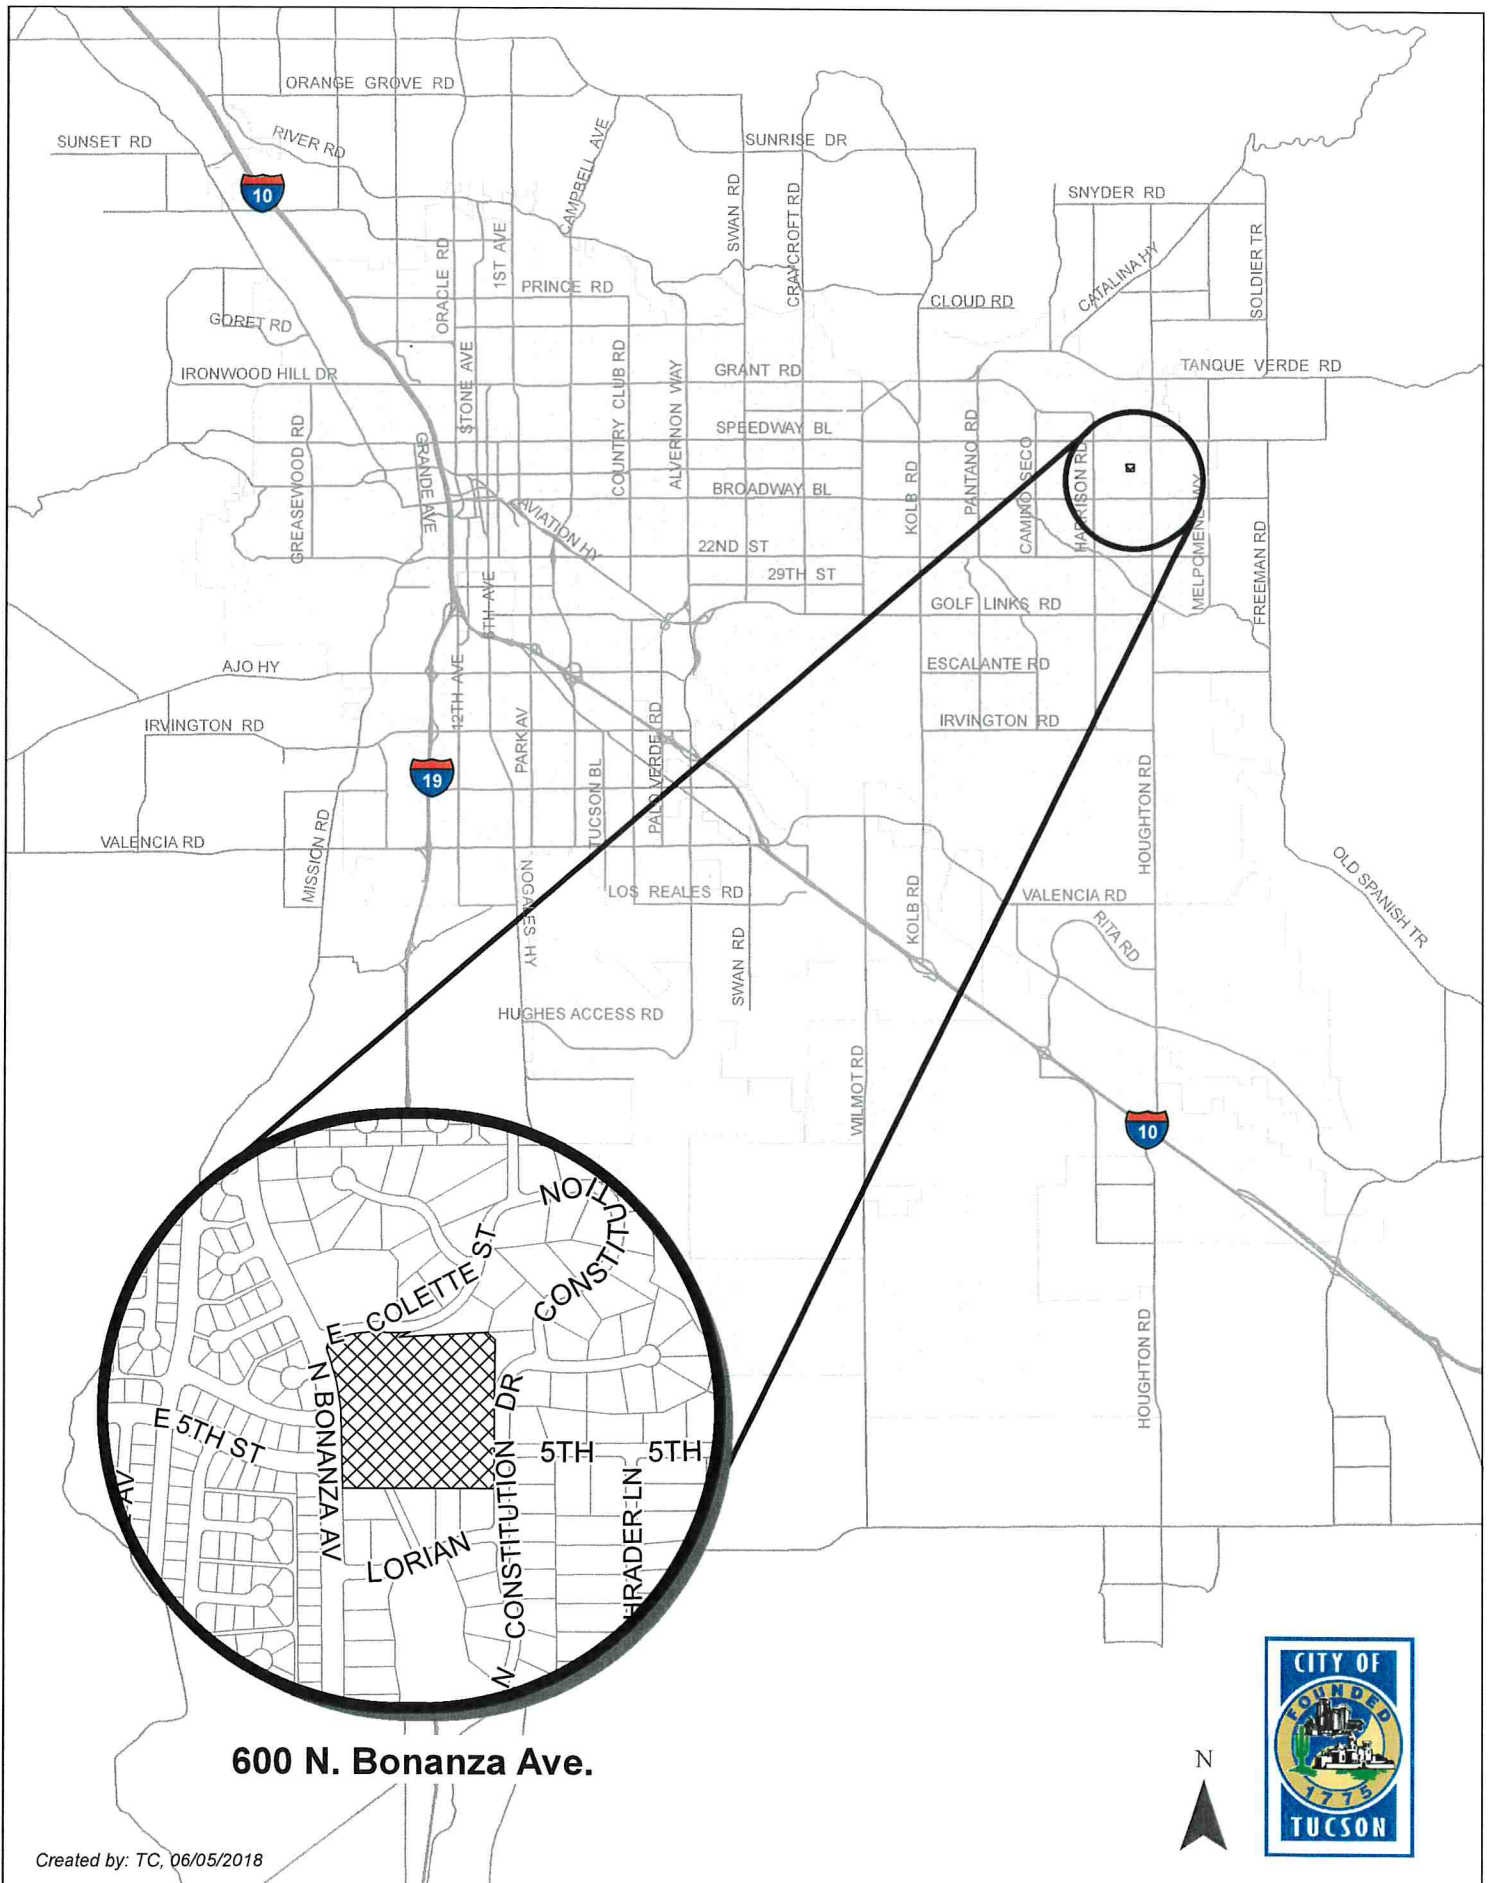 ORANGE GROVE RD
SUNSET RD
RIVER RD
CAMPBELL AVE
SUNRISE DR
10
SWAN RD
CRAYCROFT RD
SNYDER RD
ORACLE RD
1ST AVE
CATALINA HY
SOLDIER TR
PRINCE RD
CLOUD RD
GORET RD
IRONWOOD HILL DR
STONE AVE
COUNTRY CLUB RD
ALVERNON WAY
GRANT RD
TANQUE VERDE RD
SPEEDWAY BL
GREASEWOOD RD
GRANDE AVE
KOLB RD
PANTANO RD
CAMINO SECO
HARRISON RD
BROADWAY BL
MELPOMENE WY
FREEMAN RD
AVIATION HY
22ND ST
29TH ST
6TH AVE
GOLF LINKS RD
AJO HY
12TH AVE
ESCALANTE RD
IRVINGTON RD
PARK AV
PALO VERDE RD
IRVINGTON RD
19
TUCSON BL
HOUGHTON RD
MISSION RD
VALENCIA RD
OLD SPANISH TR
NOGALES HY
LOS REALES RD
KOLB RD
VALENCIA RD
RITA RD
SWAN RD
HUGHES ACCESS RD
WILMOT RD
10
HOUGHTON RD
E COLETTE ST
CONSTITUTION
N BONANZA AV
E 5TH ST
DR
5TH
5TH
AV
LORIAN
N CONSTITUTION
HRADER LN
600 N. Bonanza Ave.
N
CITY OF
FOUNDED
1775
TUCSON
Created by: TC, 06/05/2018